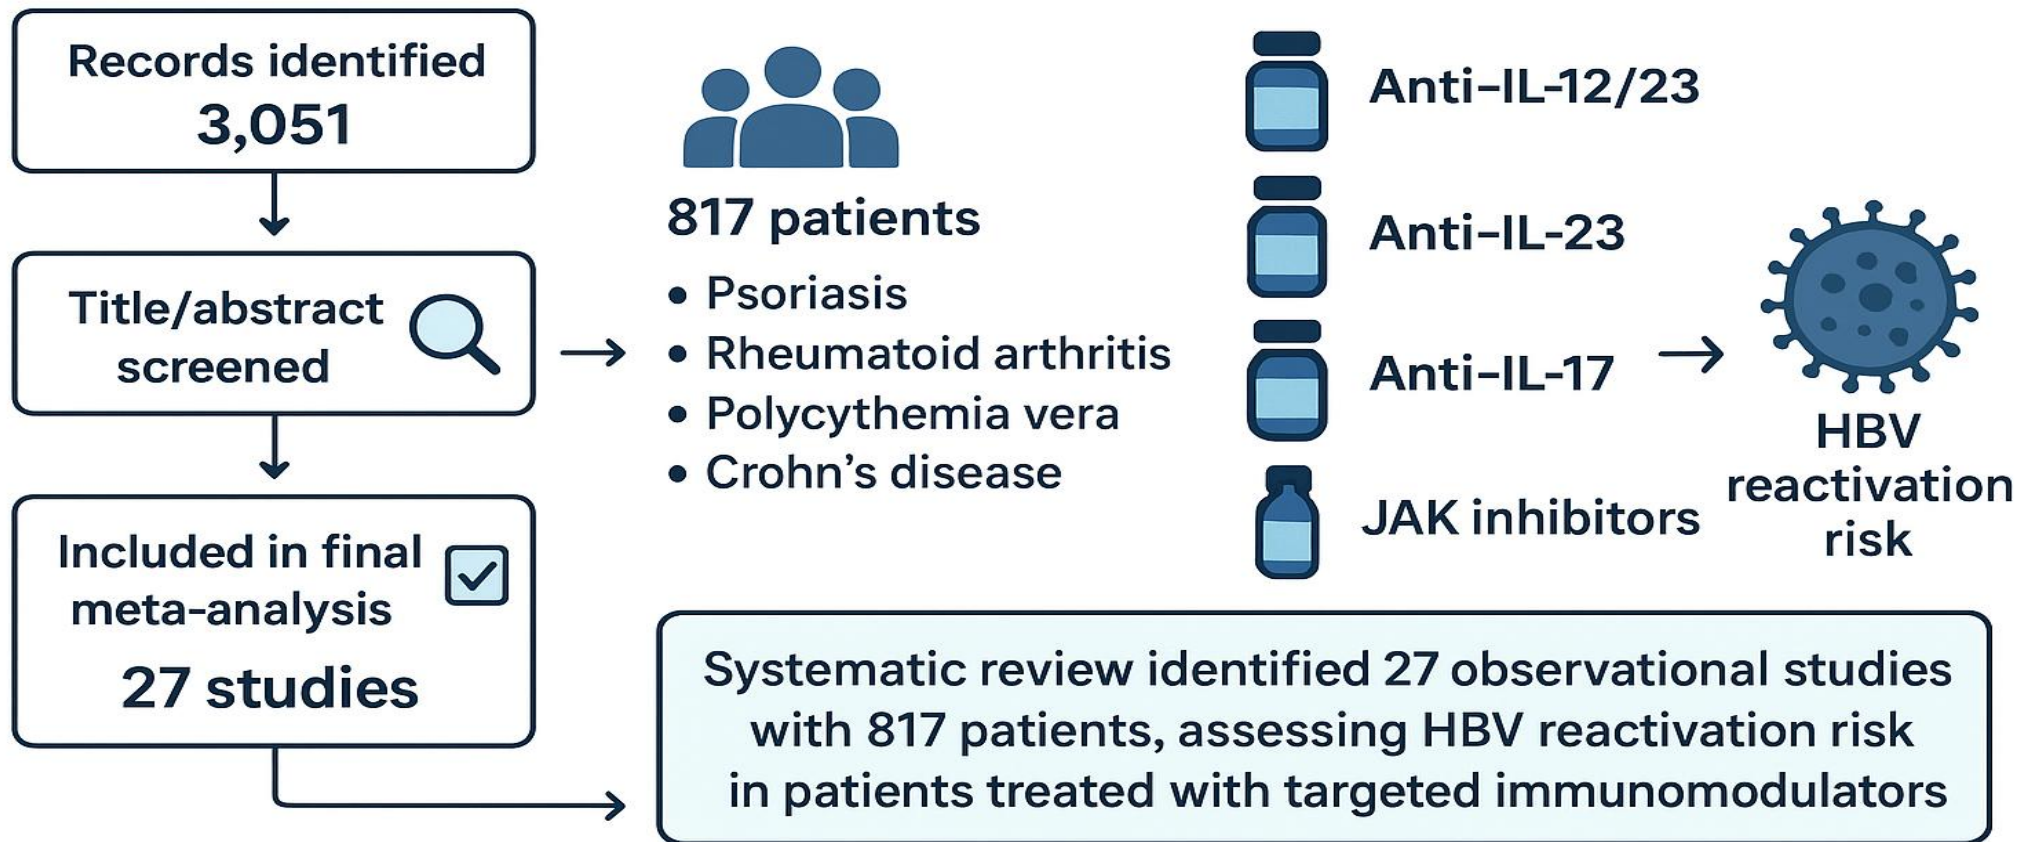 Records identified
3,051
Title/abstract
screened
Included in final
meta-analysis
27 studies
817 patients
• Psoriasis
• Rheumatoid arthritis
• Polycythemia vera
• Crohn’s disease
Anti-IL-12/23
Anti-IL-23
Anti-IL-17
JAK inhibitors
HBV
reactivation
risk
Systematic review identified 27 observational studies
with 817 patients, assessing HBV reactivation risk
in patients treated with targeted immunomodulators